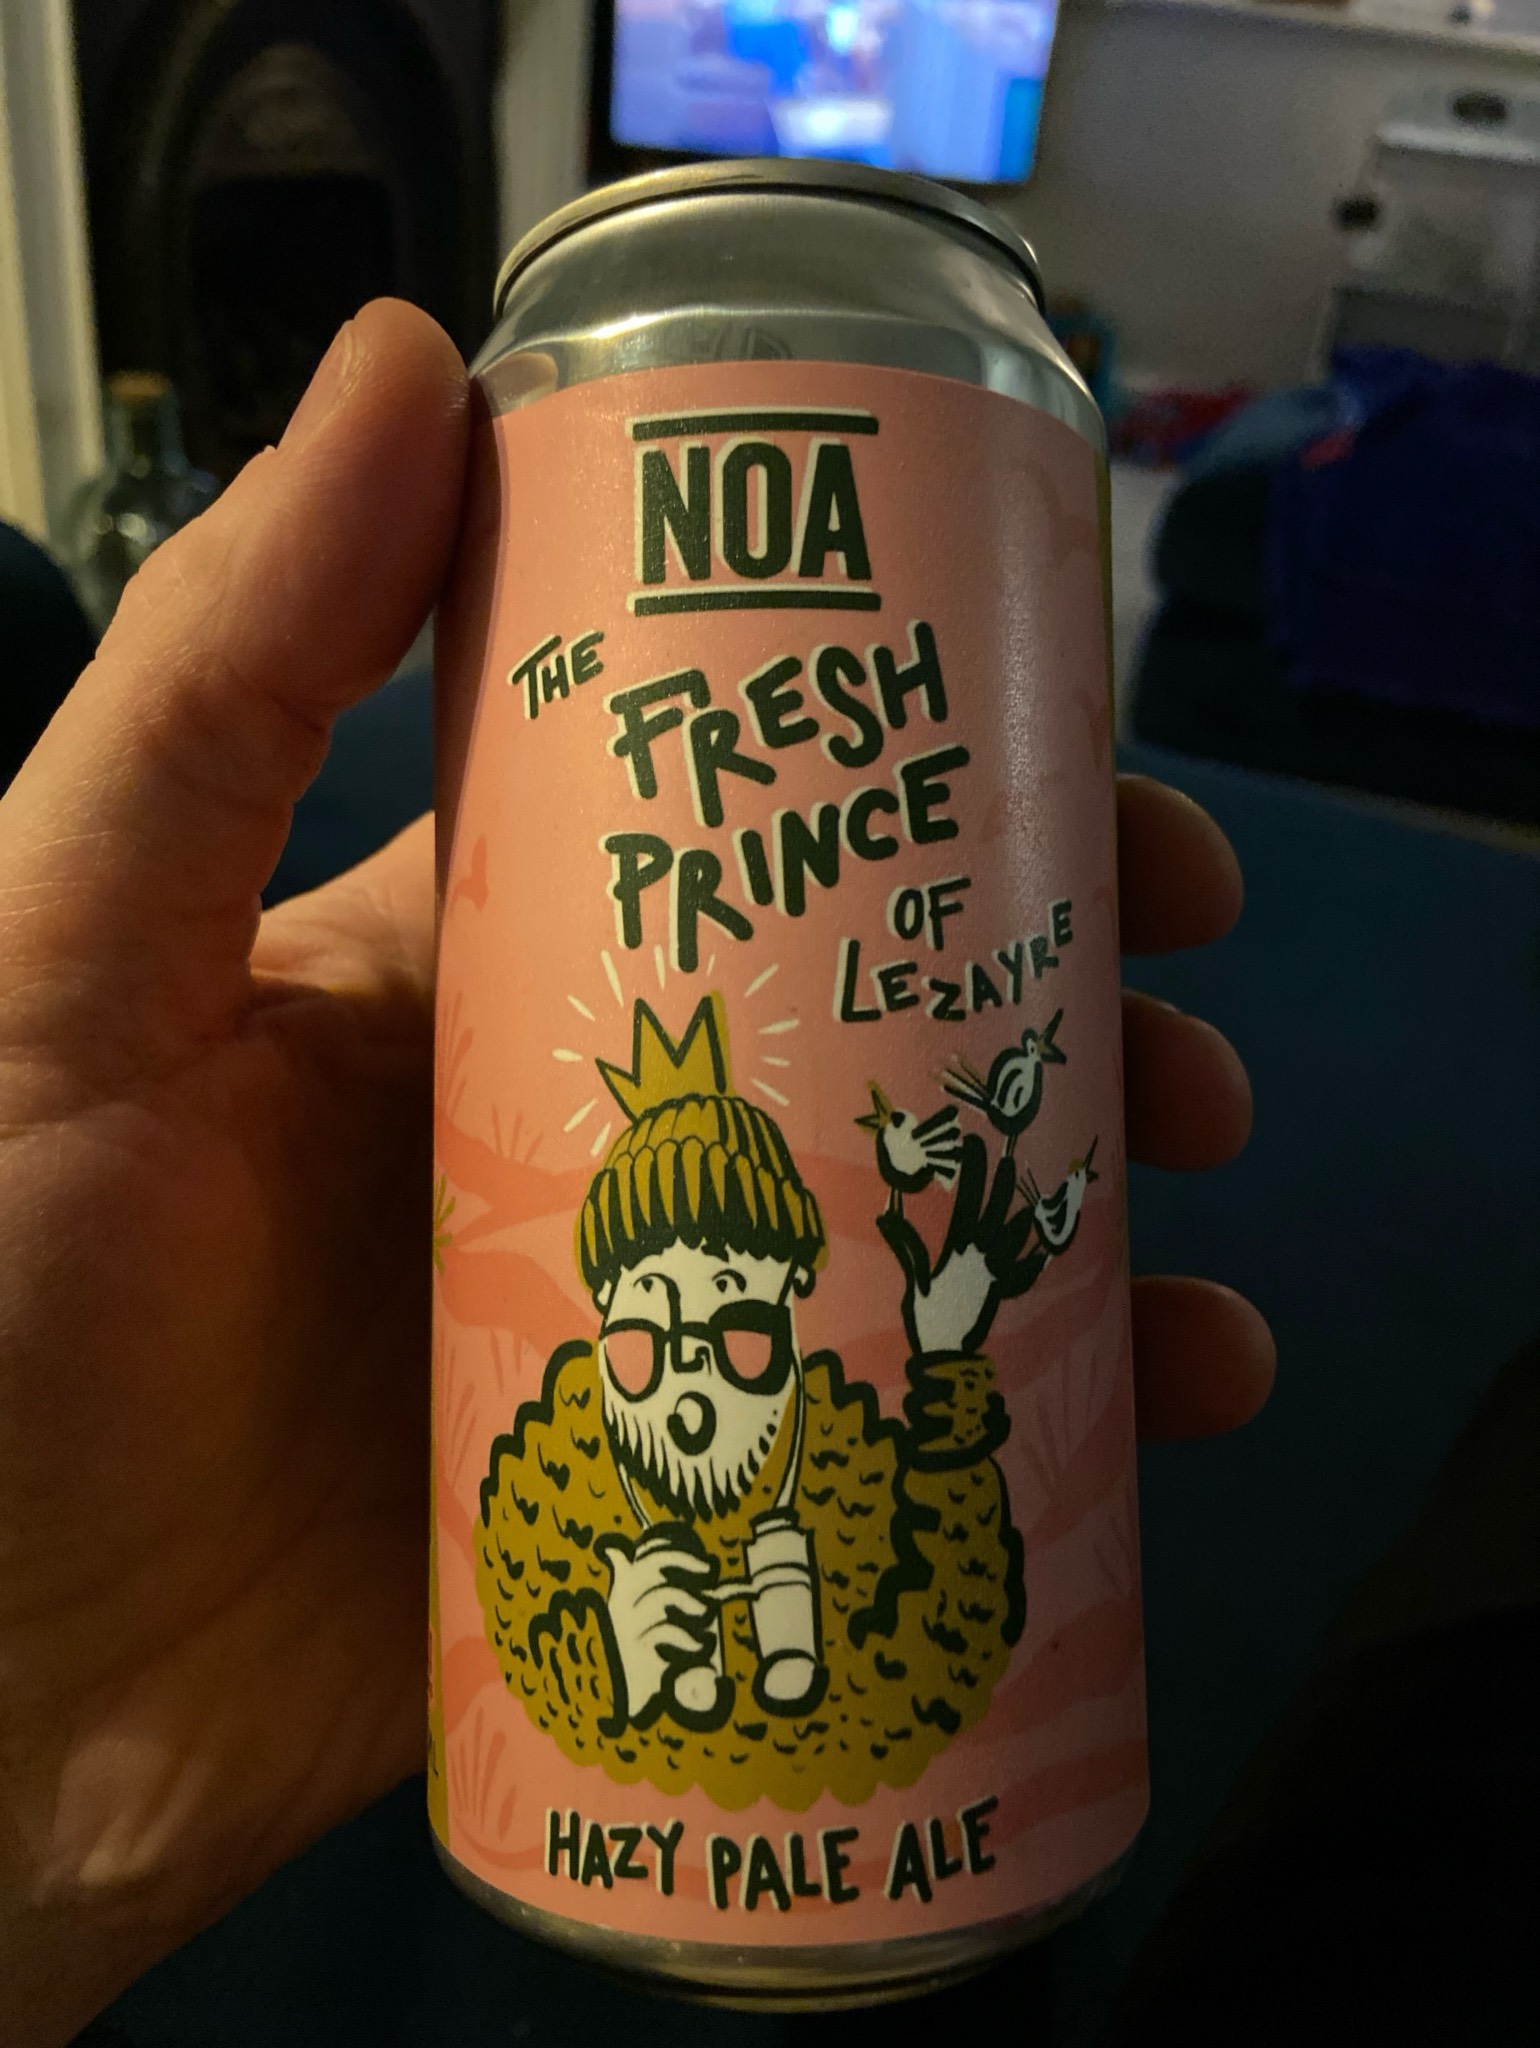 NOA
THE
FRESH
PRINCE
OF
LEZAYRE
HAZY PALE ALE